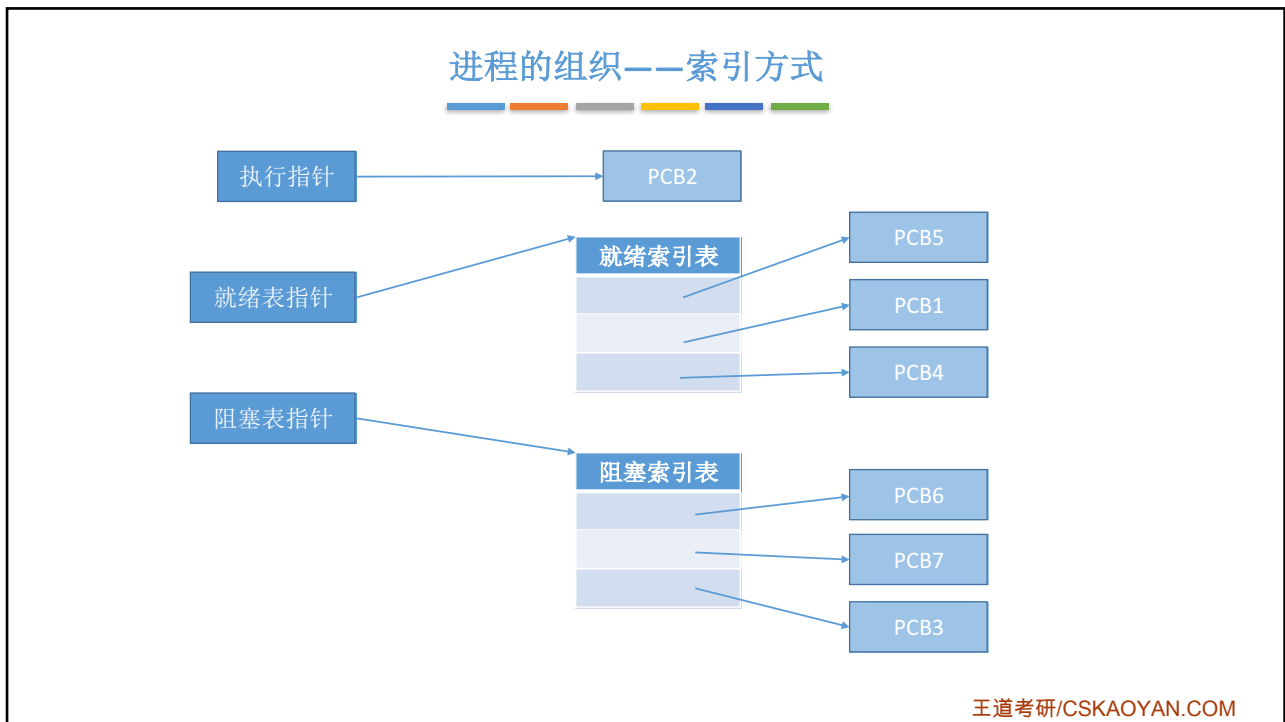 进程的组织——索引方式
执行指针
PCB2
就绪表指针
就绪索引表
PCB5
PCB1
PCB4
阻塞表指针
阻塞索引表
PCB6
PCB7
PCB3
王道考研/CSKAOYAN.COM